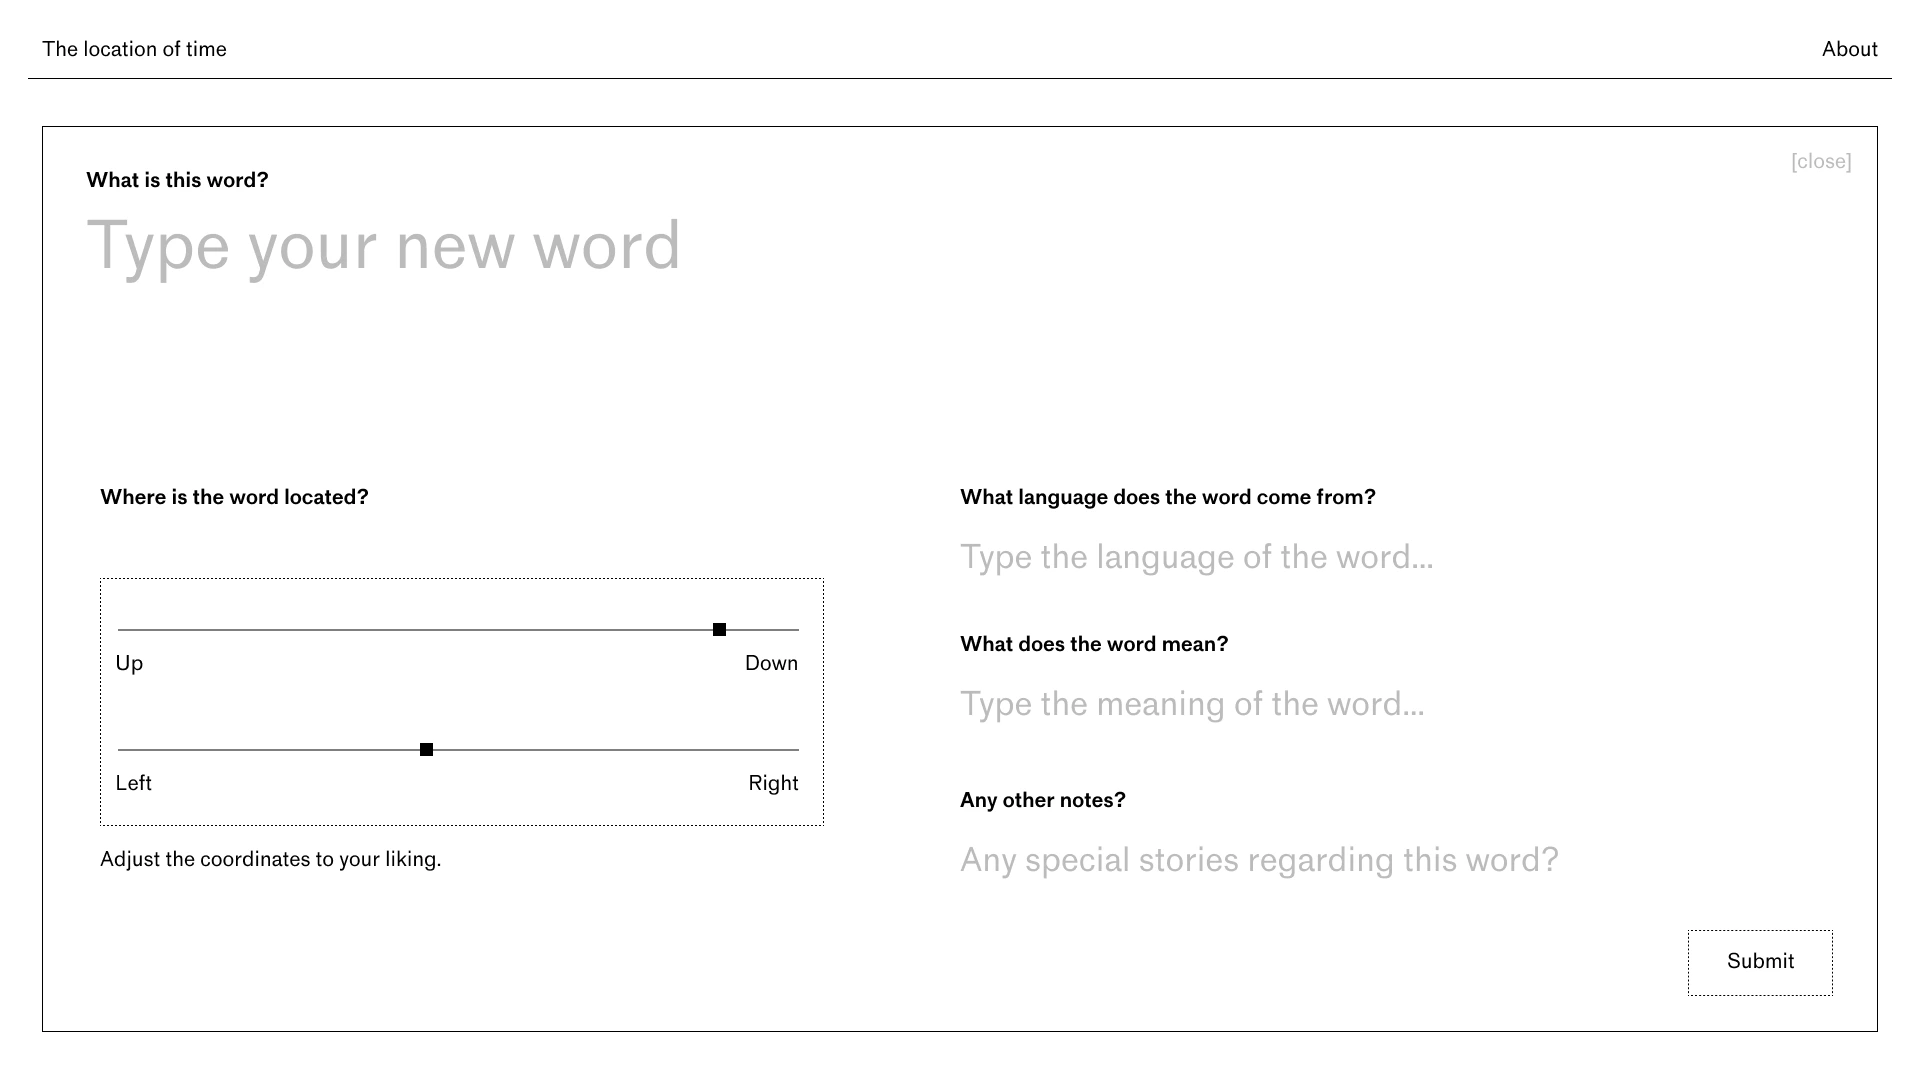 The location of time
About
[close]
What is this word?
Type your new word
Where is the word located?
Up
Down
Left
Right
Adjust the coordinates to your liking.
What language does the word come from?
Type the language of the word...
What does the word mean?
Type the meaning of the word...
Any other notes?
Any special stories regarding this word?
Submit